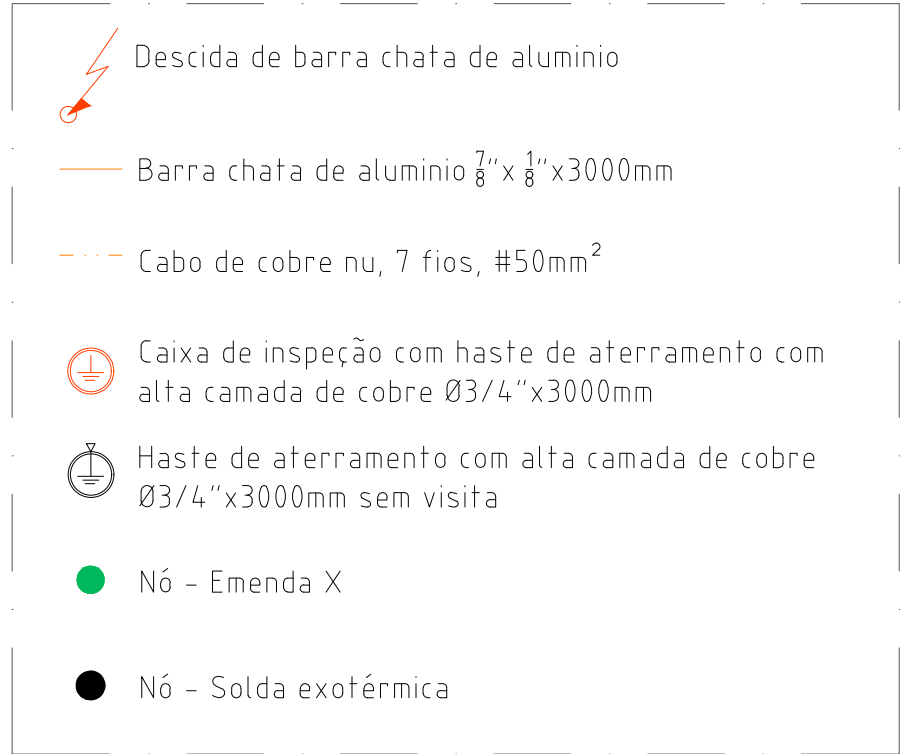 Descida de barra chata de aluminio
Barra chata de aluminio 7/8"x 1/8"x3000mm
Cabo de cobre nu, 7 fios, #50mm²
Caixa de inspeção com haste de aterramento com
alta camada de cobre Ø3/4"x3000mm
Haste de aterramento com alta camada de cobre
Ø3/4"x3000mm sem visita
Nó - Emenda X
Nó - Solda exotérmica